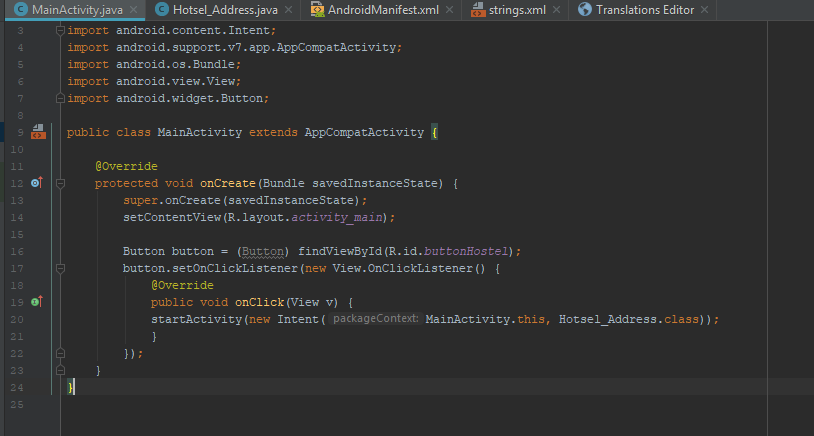 MainActivity.java × Hotsel_Address.java × AndroidManifest.xml × strings.xml × Translations Editor ×
3 import android.content.Intent;
4 import android.support.v7.app.AppCompatActivity;
5 import android.os.Bundle;
6 import android.view.View;
7 import android.widget.Button;
8
9 public class MainActivity extends AppCompatActivity {
10
11 @Override
12 protected void onCreate(Bundle savedInstanceState) {
13 super.onCreate(savedInstanceState);
14 setContentView(R.layout.activity_main);
15
16 Button button = (Button) findViewById(R.id.buttonHostel);
17 button.setOnClickListener(new View.OnClickListener() {
18 @Override
19 public void onClick(View v) {
20 startActivity(new Intent( packageContext: MainActivity.this, Hotsel_Address.class));
21 }
22 });
23 }
24 }
25